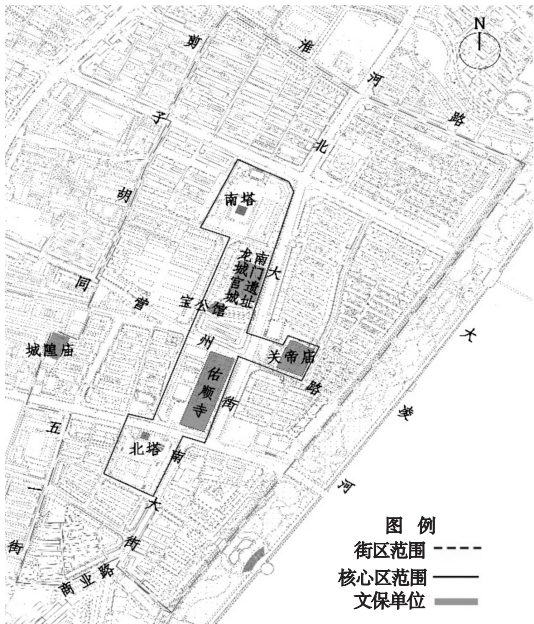 N
淮河路
剪子胡同
北大街
南塔
龙城宫城
南门遗址
宝公馆
营州路
城隍庙
关帝庙
佑顺寺
大凌河
五一街
北塔
南大街
商业路
图 例
街区范围
核心区范围
文保单位